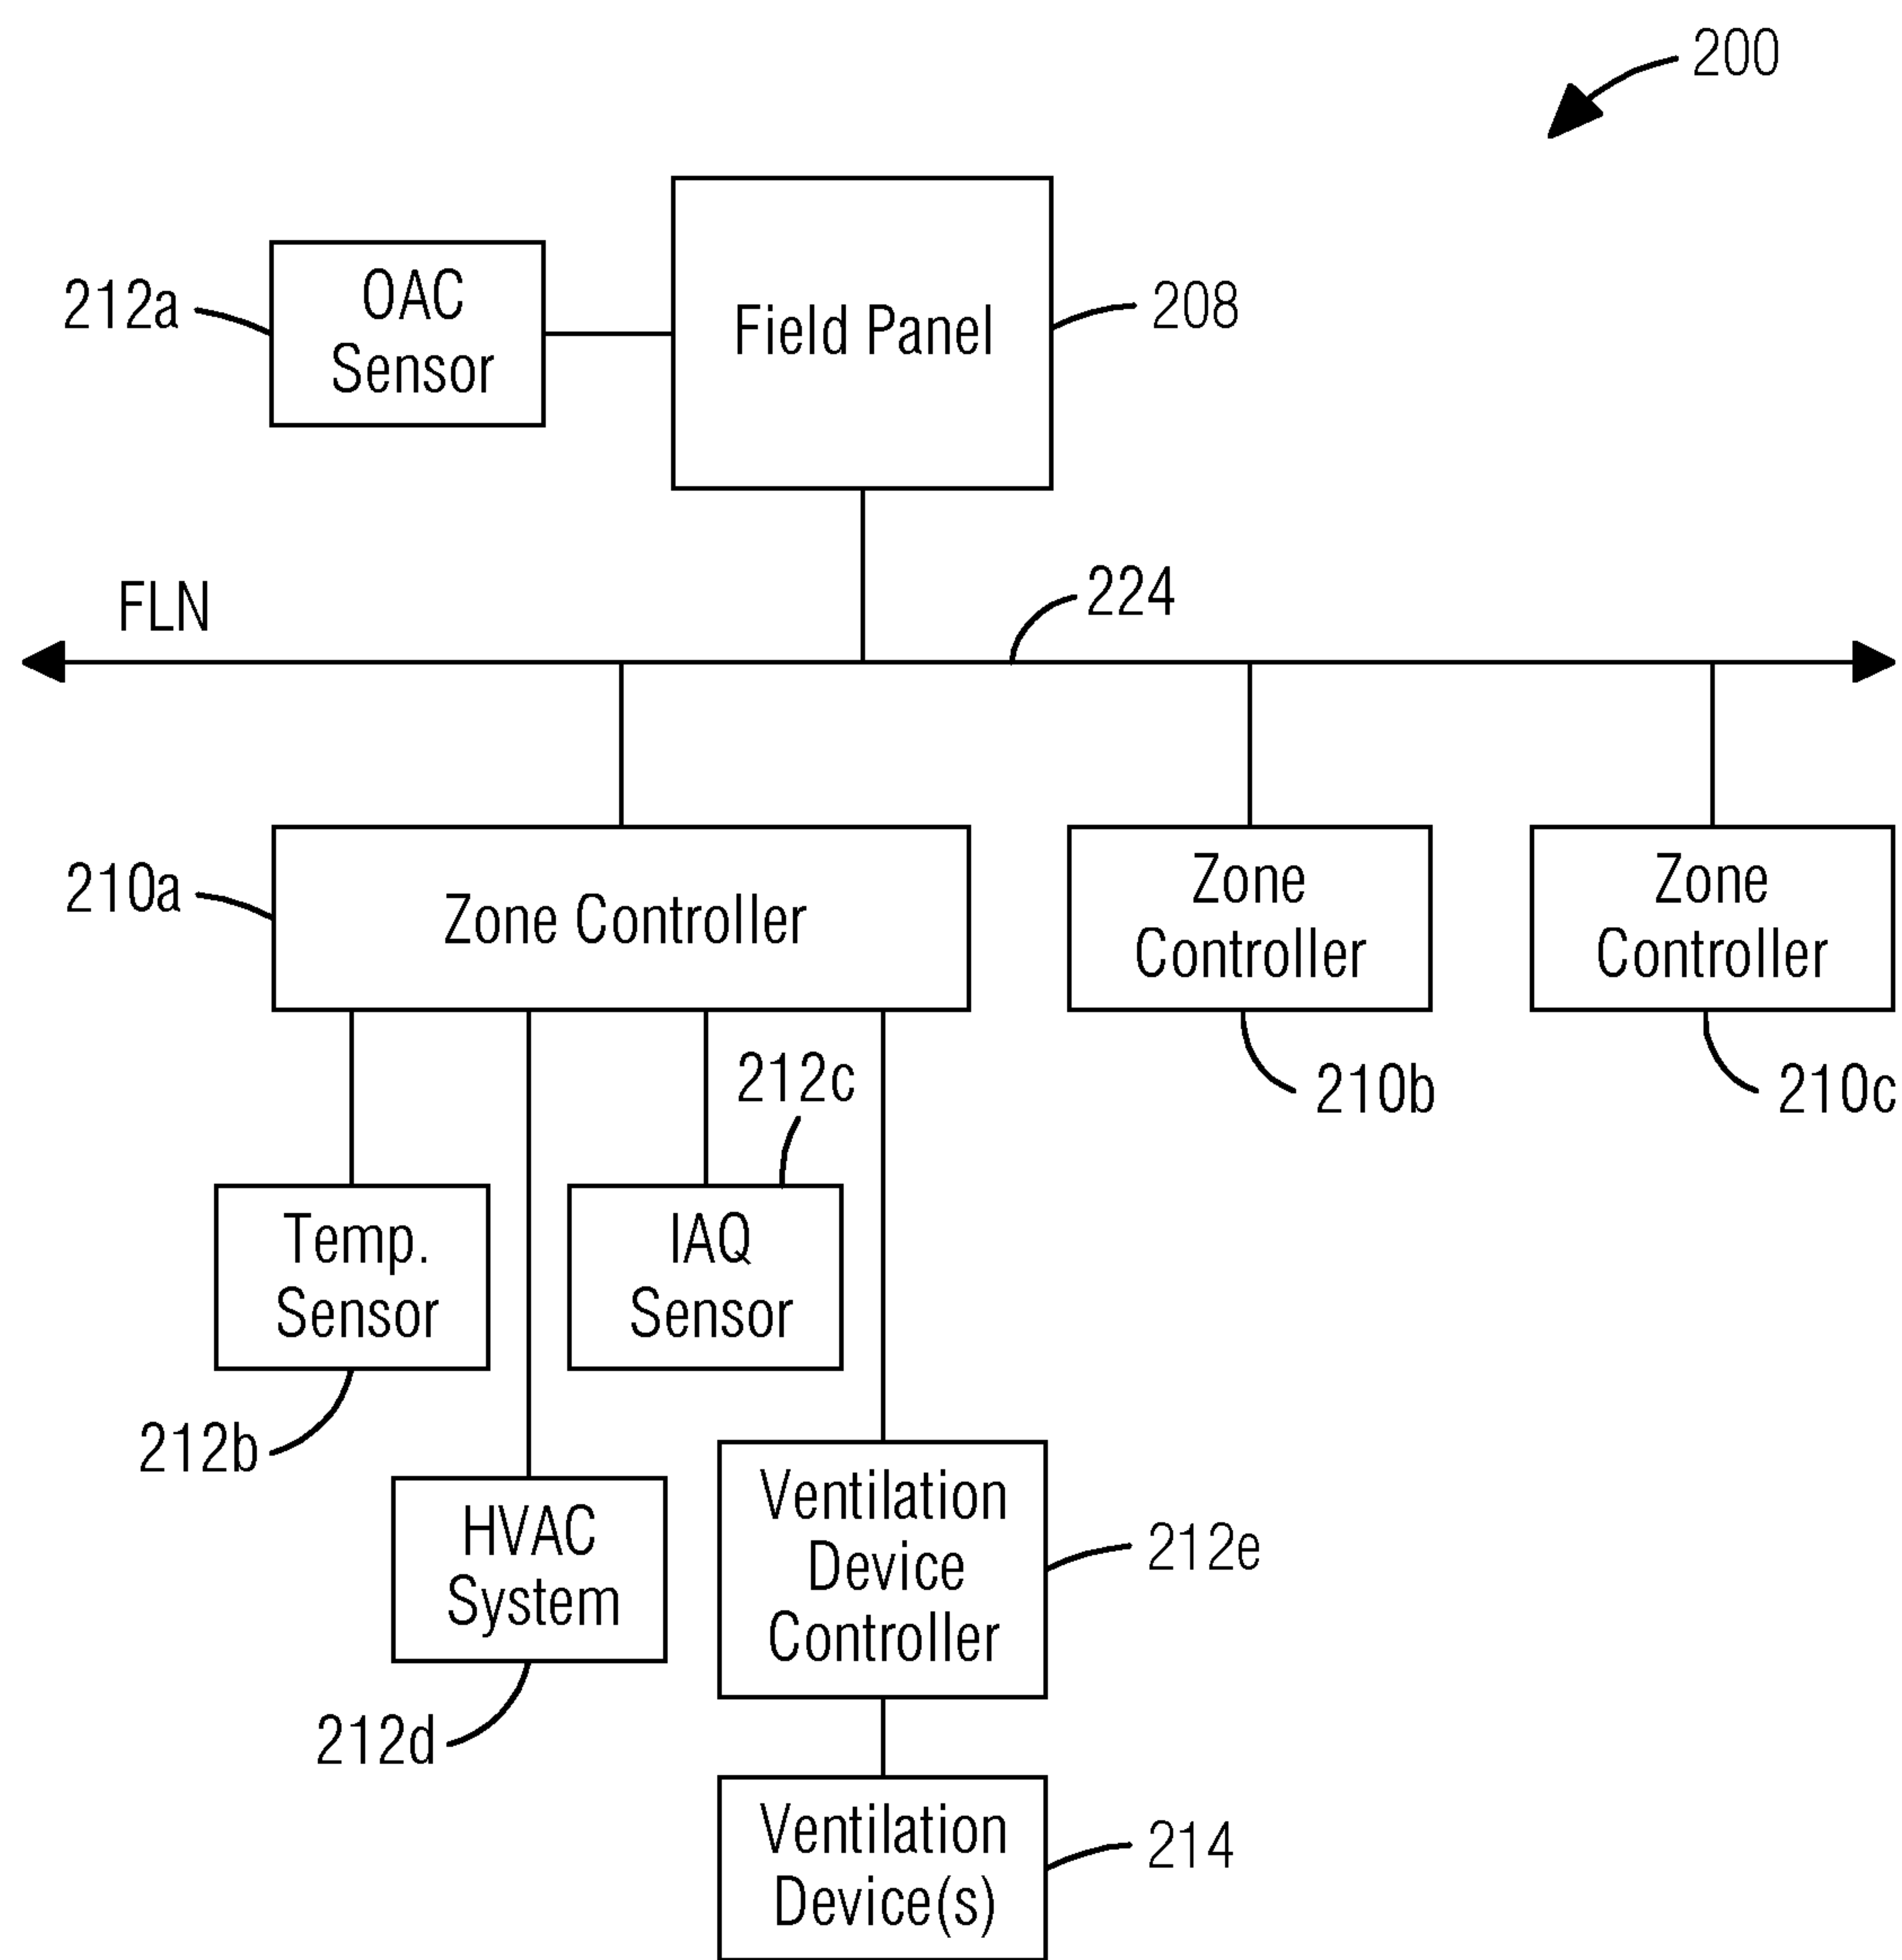 200
OAC
Sensor
212a
Field Panel
208
FLN
224
210a
Zone Controller
Zone
Controller
210b
Zone
Controller
210c
212c
Temp.
Sensor
212b
IAQ
Sensor
HVAC
System
212d
Ventilation
Device
Controller
212e
Ventilation
Device(s)
214